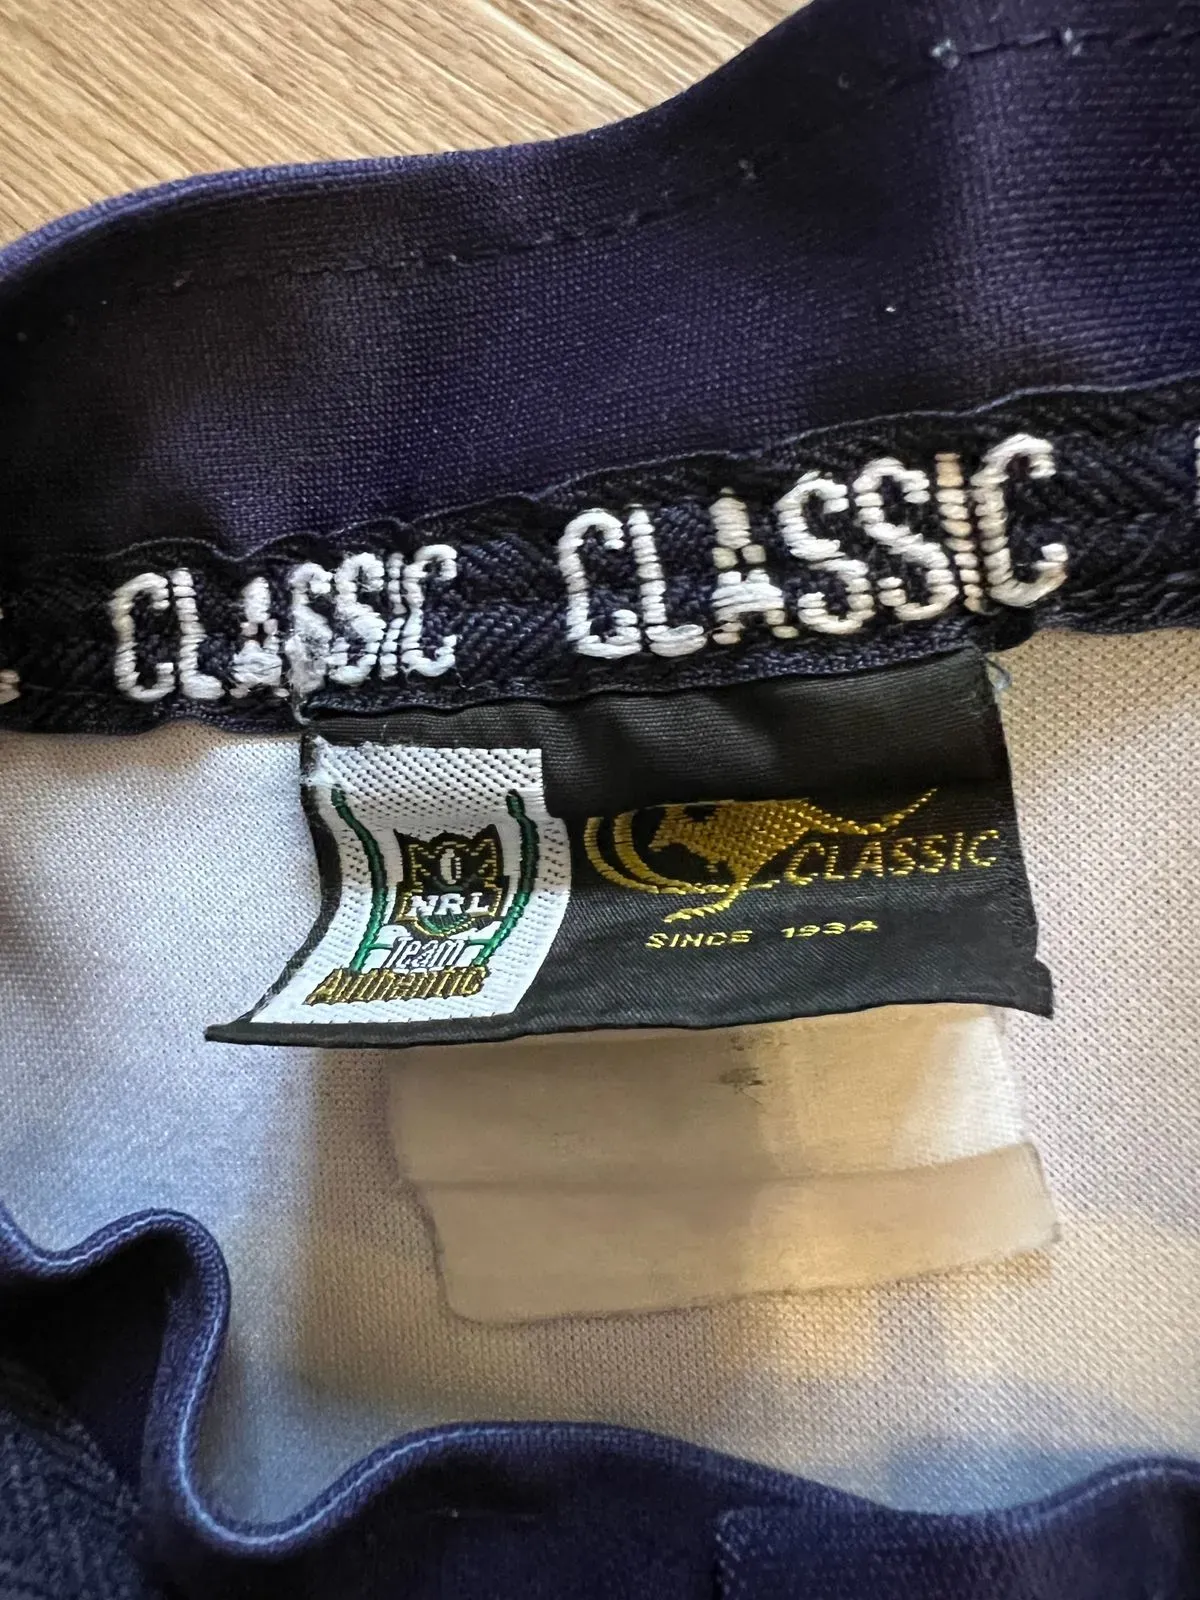 CLASSIC CLASSIC
NRL
Team
Authentic
CLASSIC
SINCE 1934